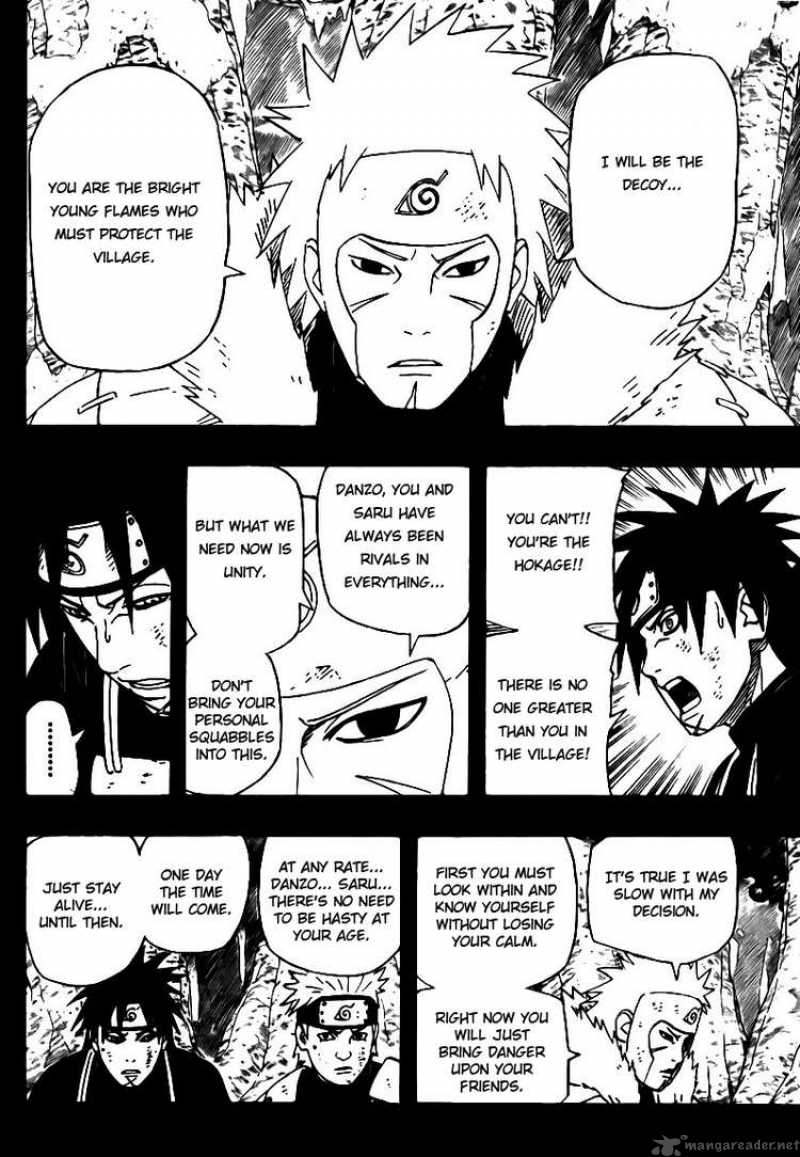 I WILL BE THE
DECOY...
YOU ARE THE BRIGHT
YOUNG FLAMES WHO
MUST PROTECT THE
VILLAGE.
YOU CAN'T!!
YOU'RE THE
HOKAGE!!
THERE IS NO
ONE GREATER
THAN YOU IN
THE VILLAGE!
DANZO, YOU AND
SARU HAVE
ALWAYS BEEN
RIVALS IN
EVERYTHING...
BUT WHAT WE
NEED NOW IS
UNITY.
DON'T
BRING YOUR
PERSONAL
SQUABBLES
INTO THIS.
.........
IT'S TRUE I WAS
SLOW WITH MY
DECISION.
FIRST YOU MUST
LOOK WITHIN AND
KNOW YOURSELF
WITHOUT LOSING
YOUR CALM.
RIGHT NOW YOU
WILL JUST
BRING DANGER
UPON YOUR
FRIENDS.
AT ANY RATE...
DANZO... SARU...
THERE'S NO NEED
TO BE HASTY AT
YOUR AGE.
ONE DAY
THE TIME
WILL COME.
JUST STAY
ALIVE...
UNTIL THEN.
mangareader.net